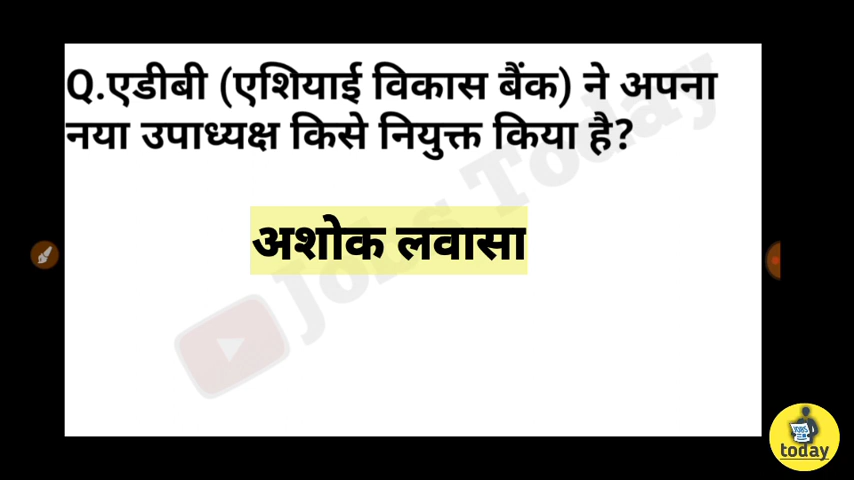 Q.एडीबी (एशियाई विकास बैंक) ने अपना
नया उपाध्यक्ष किसे नियुक्त किया है?
अशोक लवासा
Jobs Today
JOBS
today